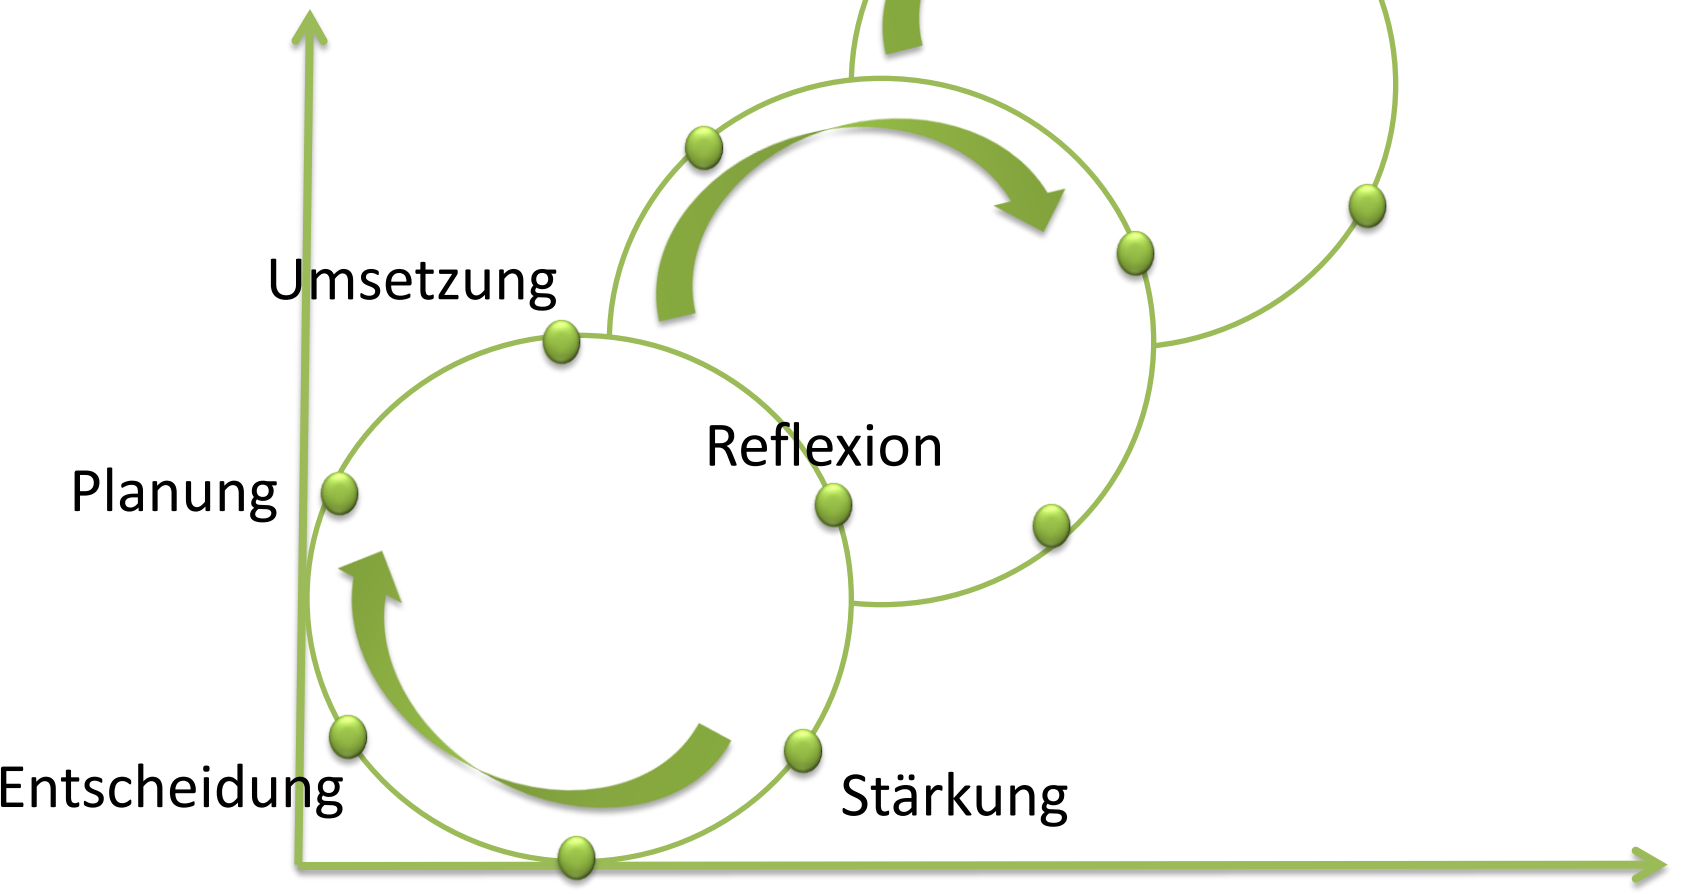 Umsetzung
Reflexion
Planung
Entscheidung
Stärkung